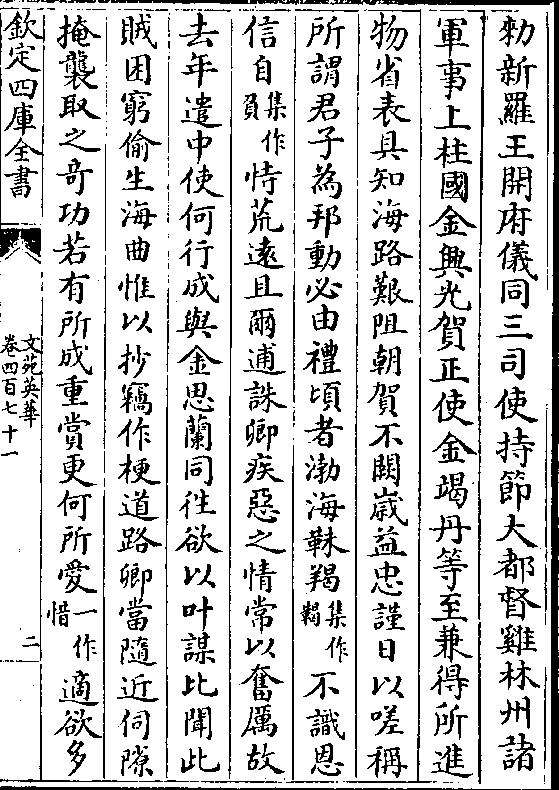 勅新羅王開府儀同三司使持節大都督雞林州諸
軍事上柱國金興光賀正使金竭丹等至兼得所進
物省表具知海路艱阻朝賀不闕歲益忠謹日以嗟稱
所謂君子為邦動必由禮頃者渤海靺羯集作鞨不識恩
信自集作負恃荒遠且爾逋誅卿疾惡之情常以奮厲故
去年遣中使何行成與金思蘭同往欲以叶謀比聞此
賊困窮偷生海曲惟以抄竊作梗道路卿當隨近伺隙
掩襲取之奇功若有所成重賞更何所愛一作惜適欲多
欽定四庫全書
文苑英華
卷四百七十一
二